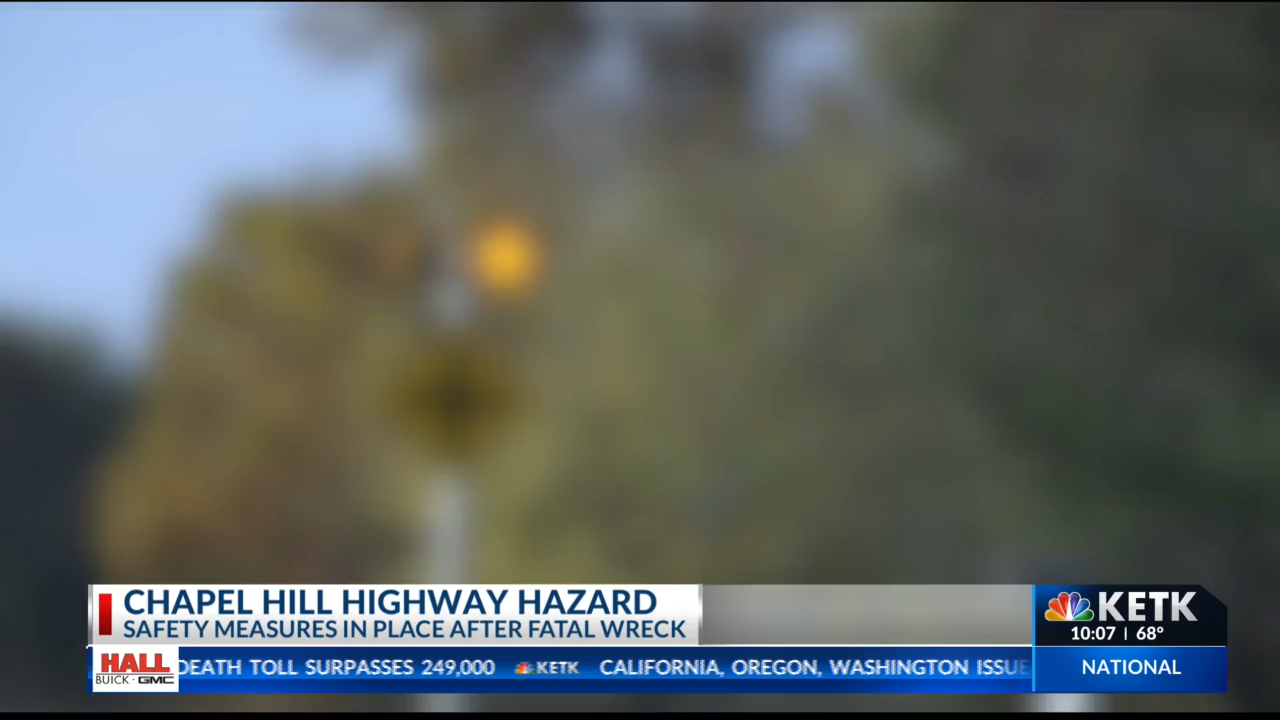 CHAPEL HILL HIGHWAY HAZARD
SAFETY MEASURES IN PLACE AFTER FATAL WRECK
KETK
10:07 | 68°
HALL
BUICK · GMC
DEATH TOLL SURPASSES 249,000 KETK CALIFORNIA, OREGON, WASHINGTON ISSUE
NATIONAL